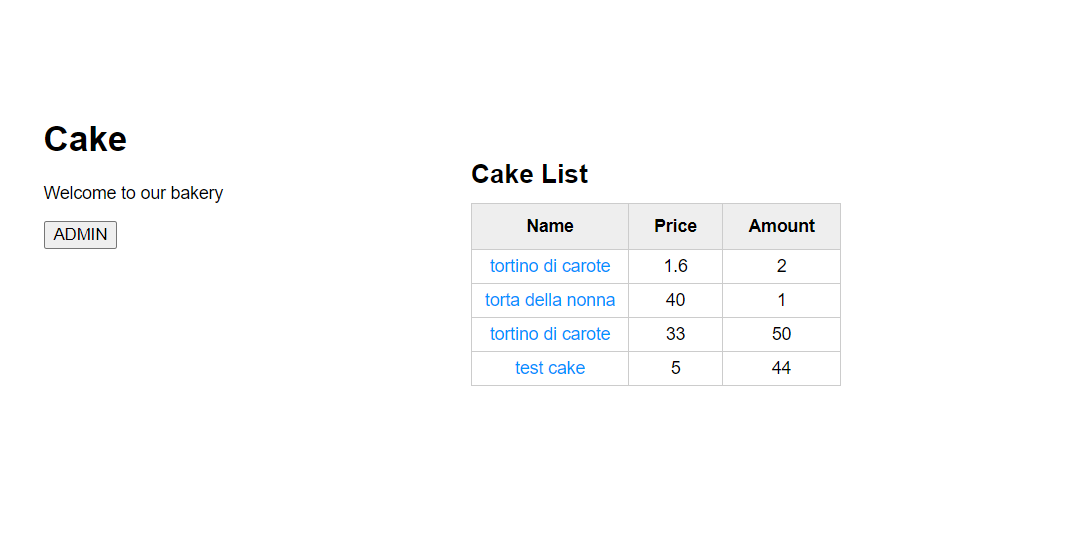 Cake
Welcome to our bakery
ADMIN
Cake List
Name Price Amount
tortino di carote 1.6 2
torta della nonna 40 1
tortino di carote 33 50
test cake 5 44